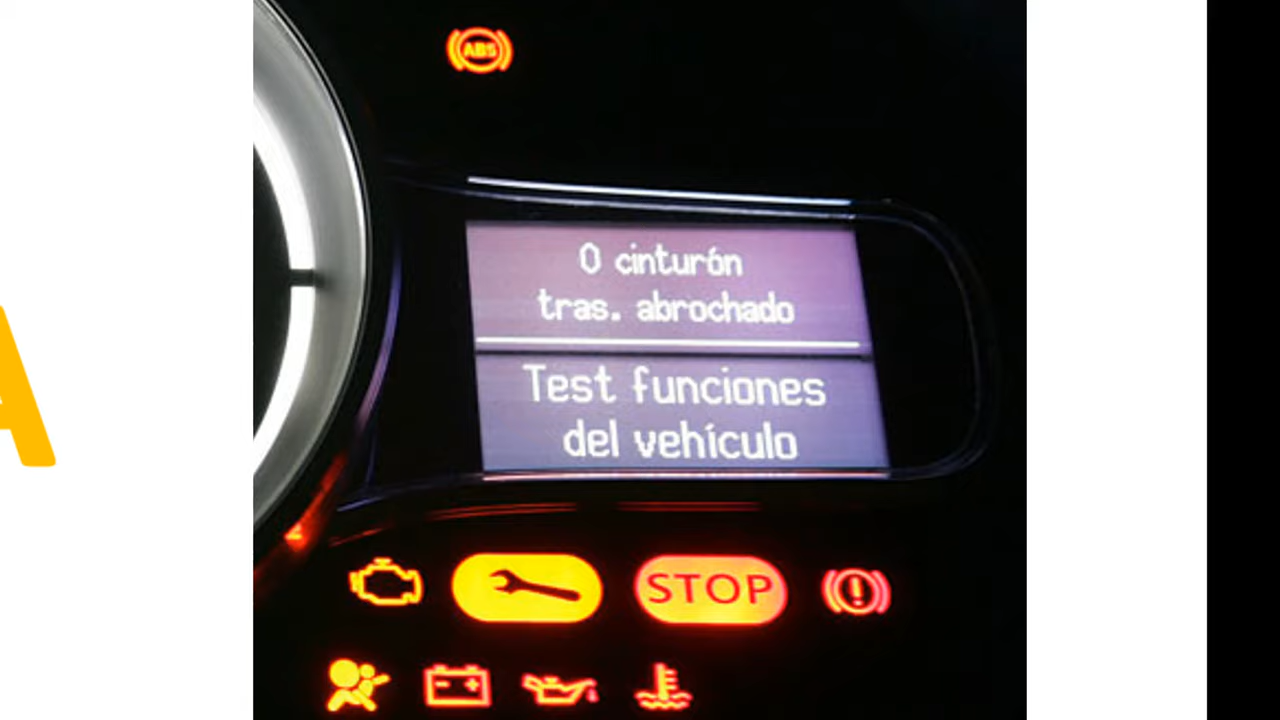 ABS
0 cinturón
tras. abrochado
Test funciones
del vehículo
STOP
A